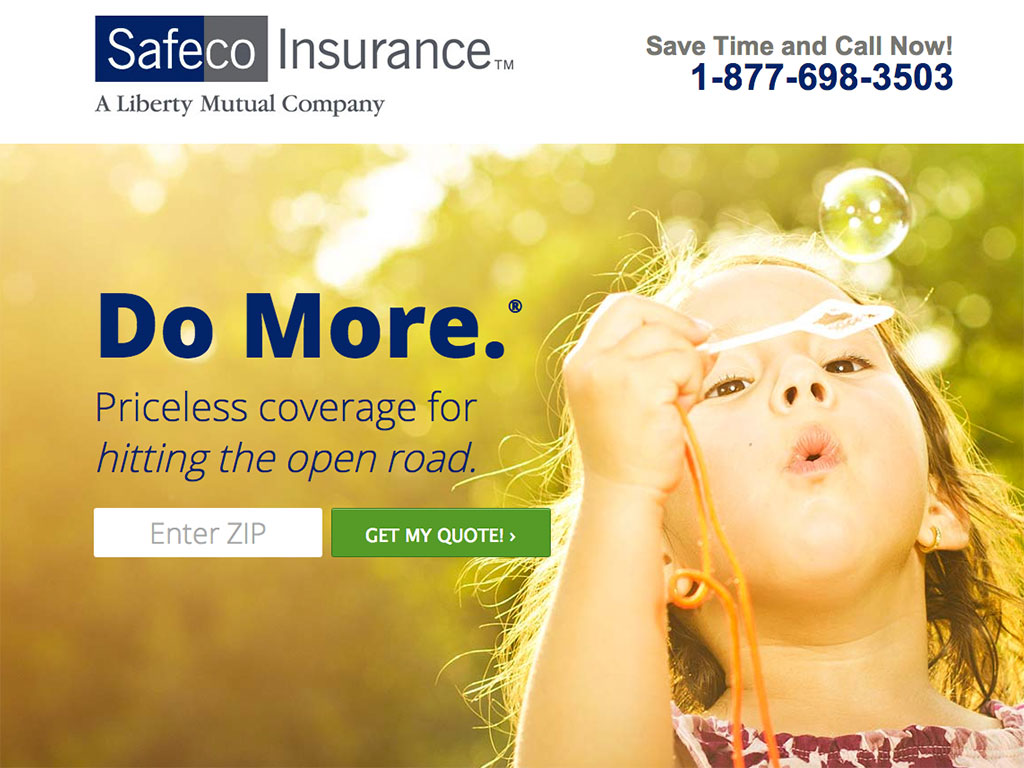 Safeco Insurance™
A Liberty Mutual Company
Save Time and Call Now!
1-877-698-3503
Do More.®
Priceless coverage for
hitting the open road.
Enter ZIP
GET MY QUOTE! ›